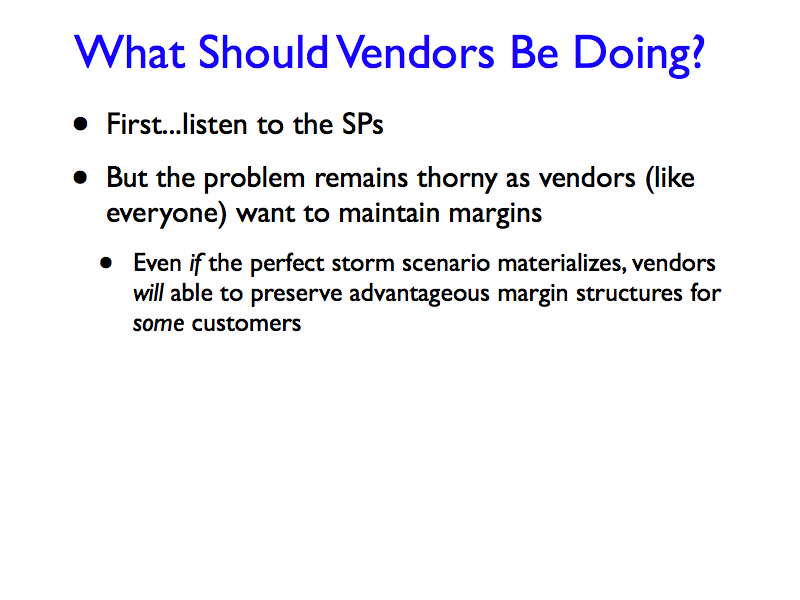 What Should Vendors Be Doing?
• First...listen to the SPs
• But the problem remains thorny as vendors (like
everyone) want to maintain margins
• Even if the perfect storm scenario materializes, vendors
will able to preserve advantageous margin structures for
some customers